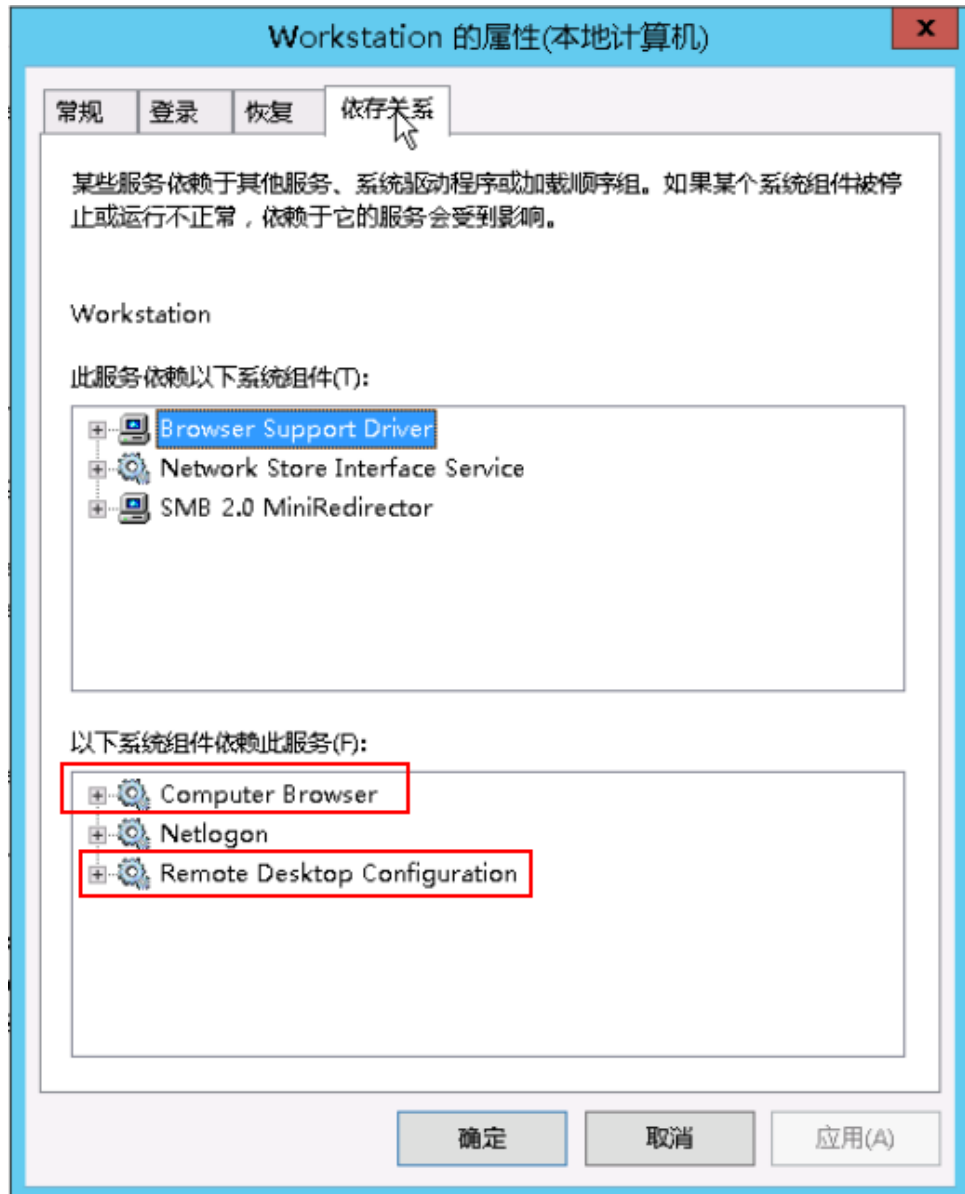 Workstation 的属性(本地计算机)
x
常规 登录 恢复 依存关系
某些服务依赖于其他服务、系统驱动程序或加载顺序组。如果某个系统组件被停
止或运行不正常，依赖于它的服务会受到影响。
Workstation
此服务依赖以下系统组件(T):
Browser Support Driver
Network Store Interface Service
SMB 2.0 MiniRedirector
以下系统组件依赖此服务(F):
Computer Browser
Netlogon
Remote Desktop Configuration
确定 取消 应用(A)